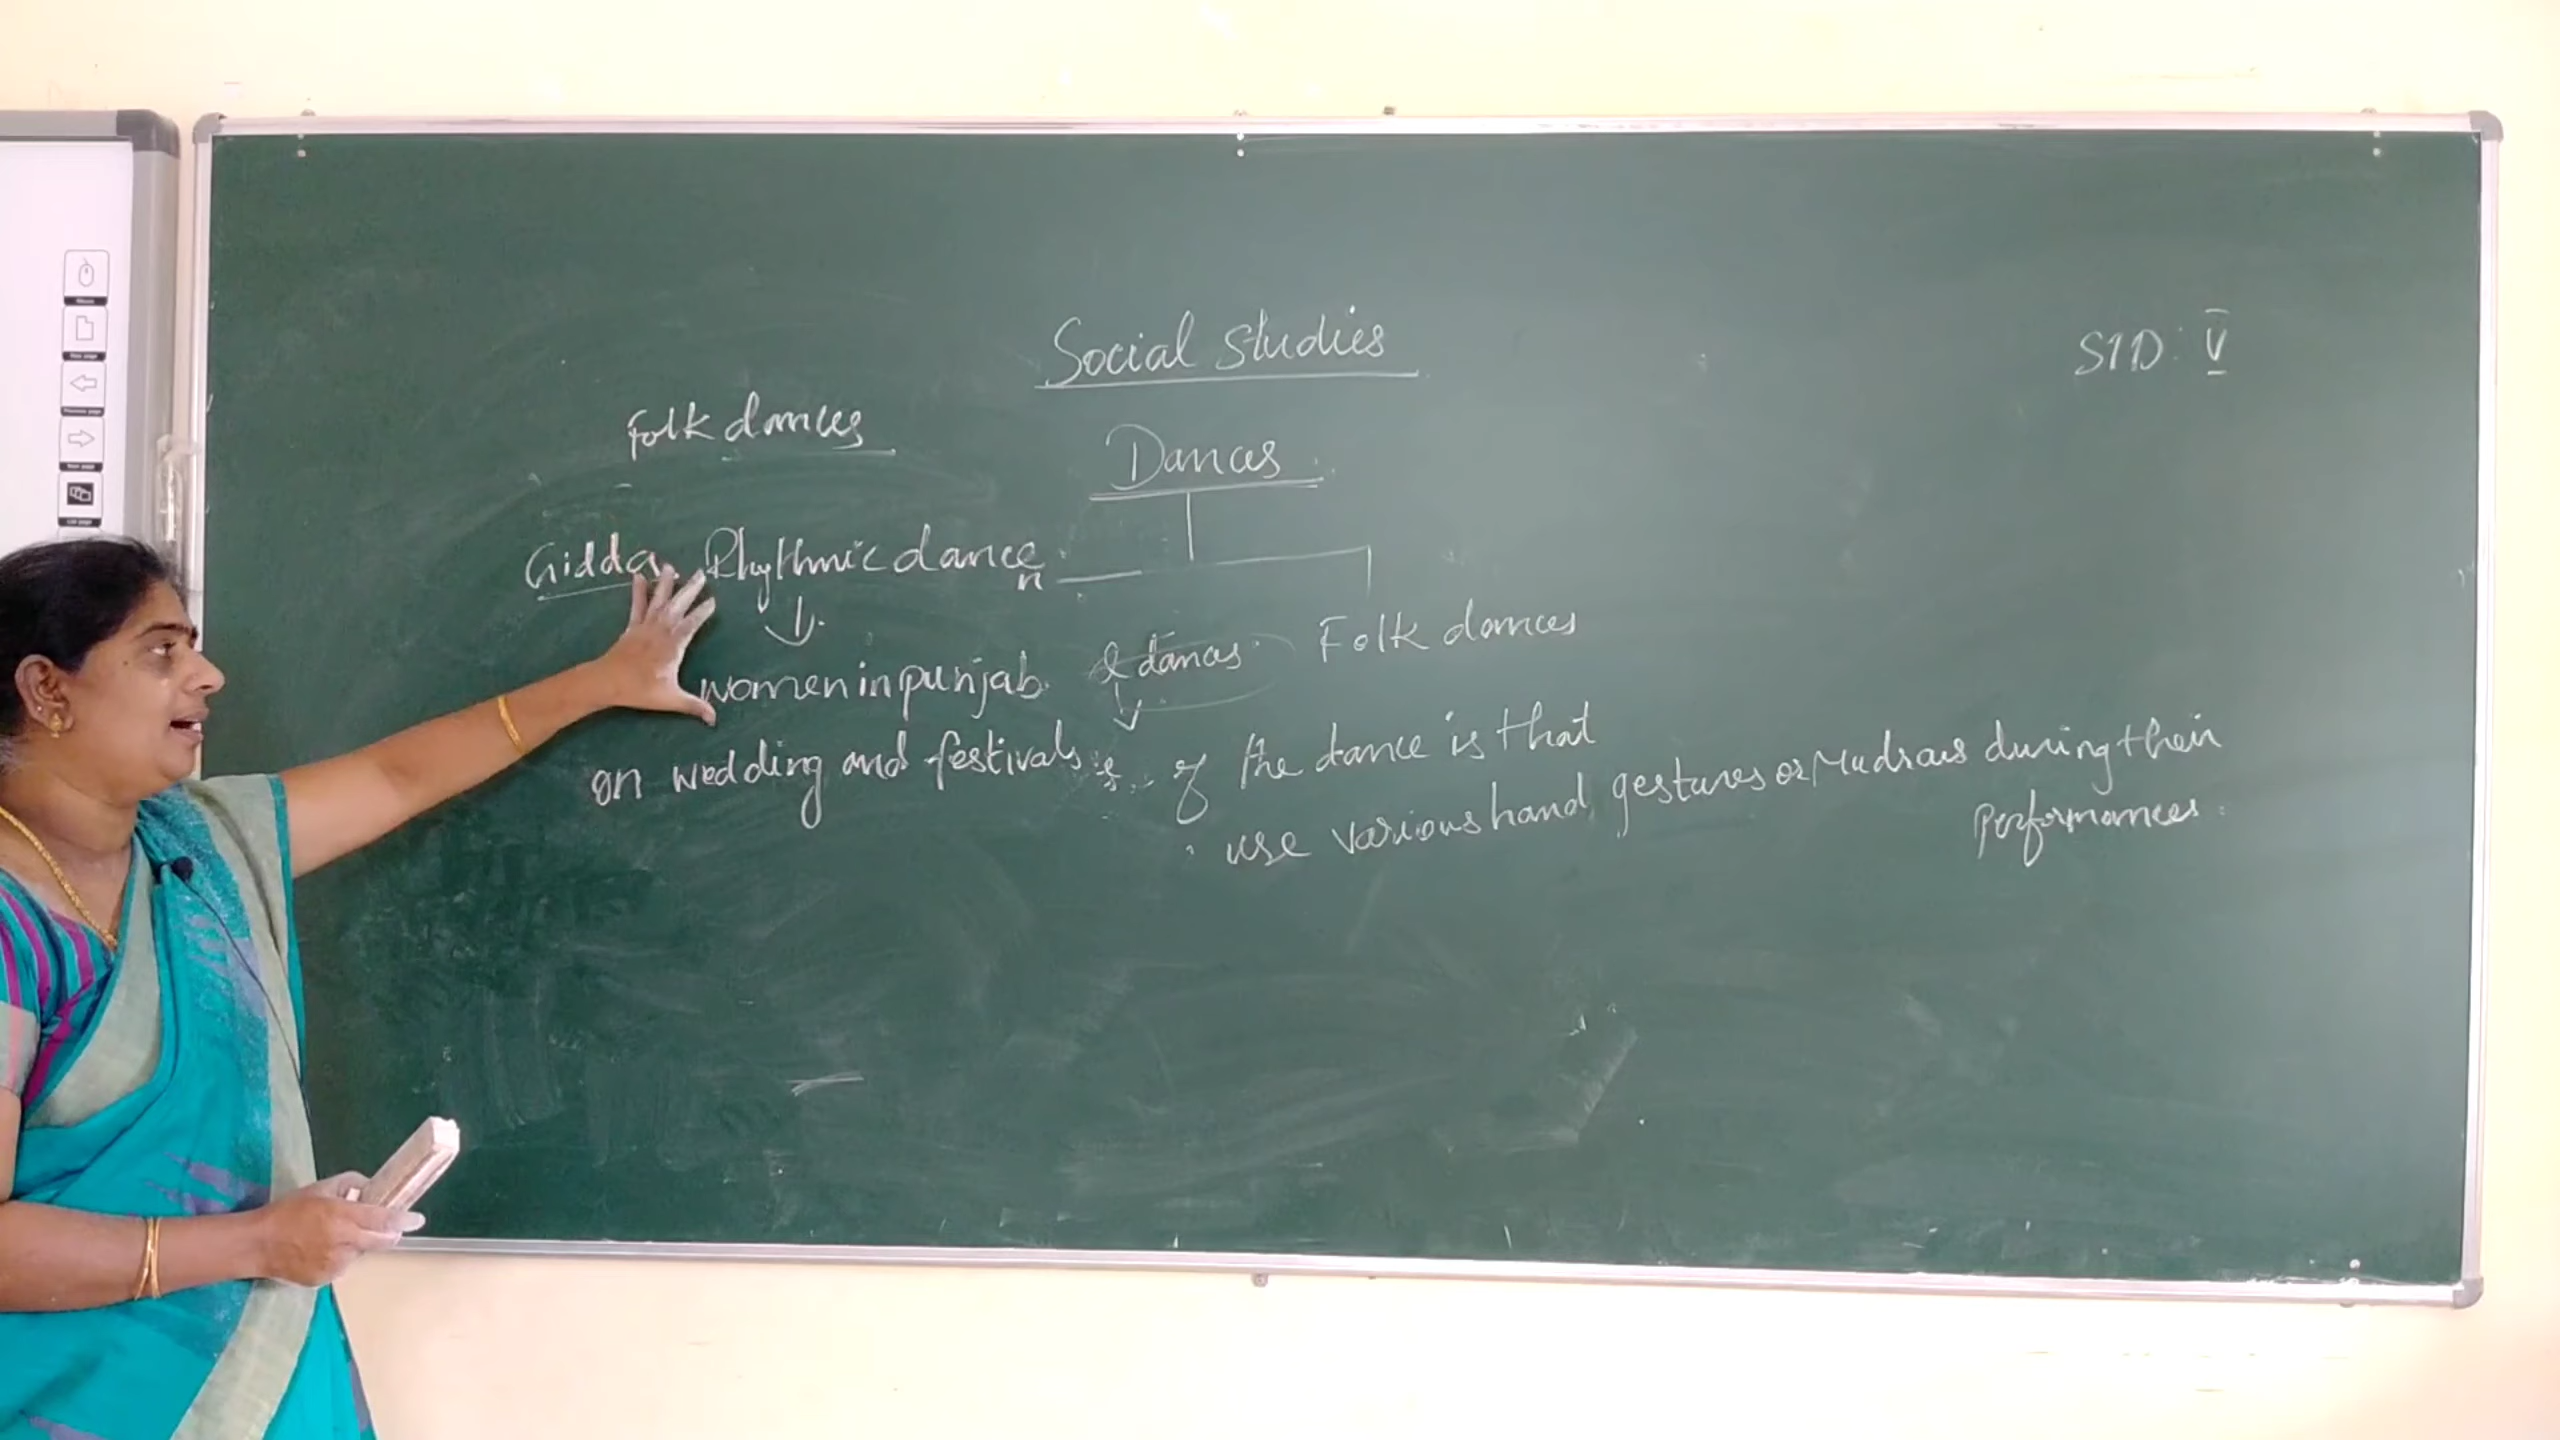 Social Studies
STD: V
Folk dances
Dances
Gidda Rhythmic dance
n
women in punjab. & dances. Folk dances
on wedding and festivals
of the dance is that
use various hand gestures or Mudras during their
performances.